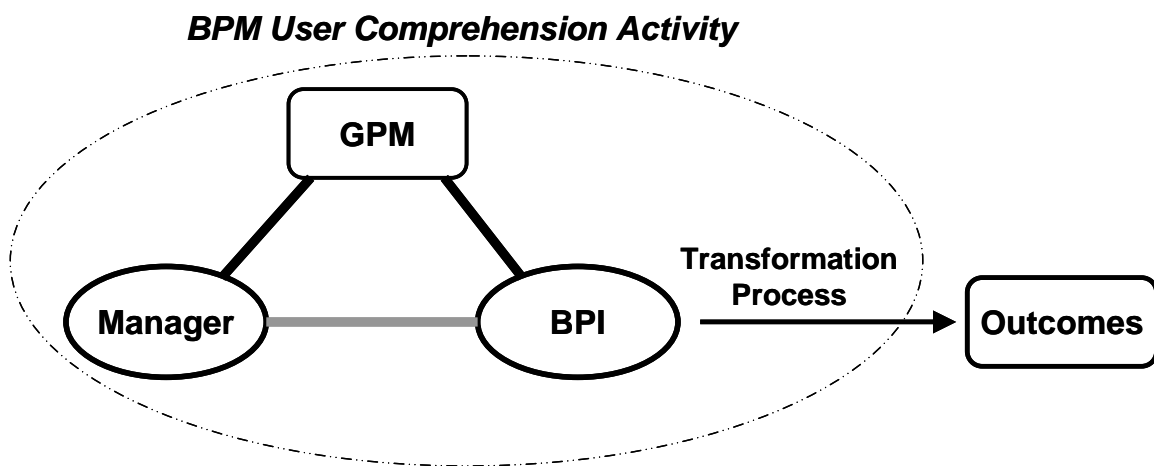 BPM User Comprehension Activity
GPM
Transformation
Process
Manager
BPI
Outcomes